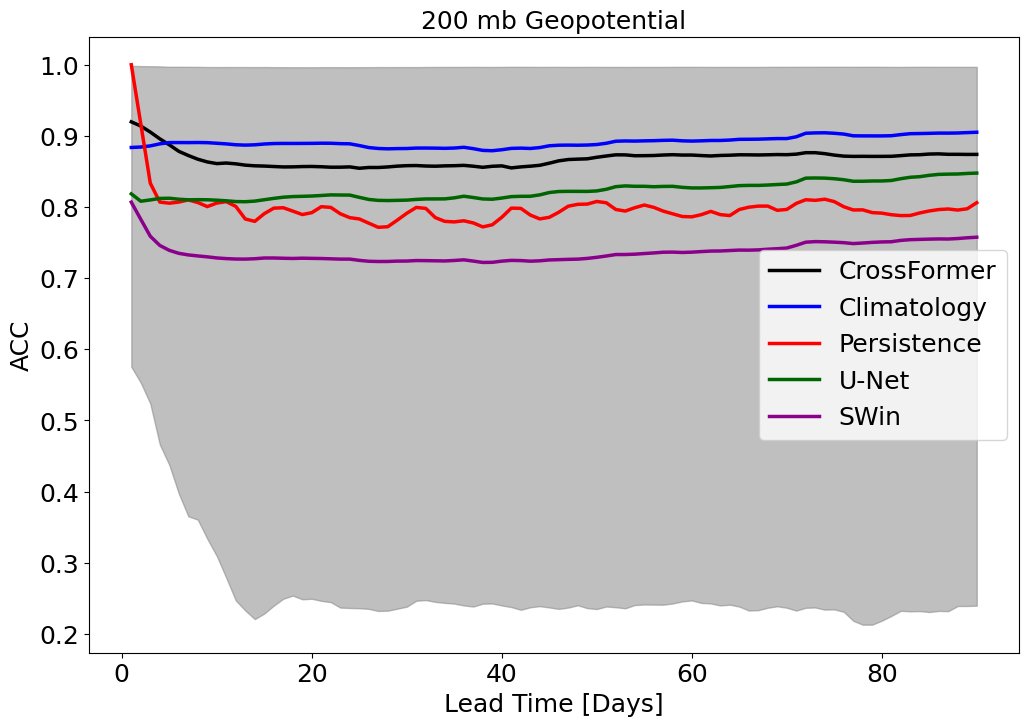 200 mb Geopotential
1.0
0.9
0.8
0.7
0.6
0.5
0.4
0.3
0.2
ACC
CrossFormer
Climatology
Persistence
U-Net
SWin
0 20 40 60 80
Lead Time [Days]